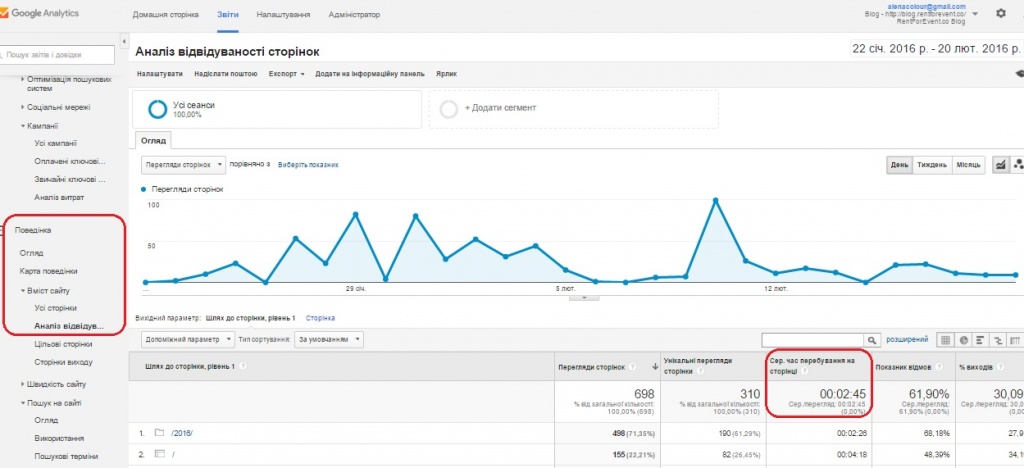 Google Analytics
Домашня сторінка
Звіти
Налаштування
Адміністратор
alenacolour@gmail.com
Blog - http://blog.rentforevent.co/
RentForEvent.co Blog
Пошук звітів і довідки
Оптимізація пошукових
систем
Соціальні мережі
Кампанії
Усі кампанії
Оплачені ключові...
Звичайні ключові ...
Аналіз витрат
Поведінка
Огляд
Карта поведінки
Вміст сайту
Усі сторінки
Аналіз відвідув...
Цільові сторінки
Сторінки виходу
Швидкість сайту
Пошук на сайті
Огляд
Використання
Пошукові терміни
Аналіз відвідуваності сторінок
22 січ. 2016 р. - 20 лют. 2016 р.
Налаштувати Надіслати поштою Експорт Додати на інформаційну панель Ярлик
Усі сеанси
100,00%
+ Додати сегмент
Огляд
Перегляди сторінок порівняно з Виберіть показник
День Тиждень Місяць
Перегляди сторінок
100
50
... 29 січ. 5 лют. 12 лют.
Вихідний параметр: Шлях до сторінки, рівень 1 Сторінка
Допоміжний параметр Тип сортування: За умовчанням
розширений
Шлях до сторінки, рівень 1 ?
Перегляди сторінок ?
Унікальні перегляди
сторінки ?
Сер. час перебування на
сторінці ?
Показник відмов ?
% виходів ?
698 310 00:02:45 61,90% 30,09
% від загальної кількості: % від загальної кількості: Сер./перегляд: 00:02:45 Сер./перегляд: Сер./перегляд:
100,00% (698) 100,00% (310) (0,00%) 61,90% (0,00%)
1. /2016/ 498 (71,35%) 190 (61,29%) 00:02:26 68,18% 27,9
2. / 155 (22,21%) 82 (26,45%) 00:04:18 48,39% 34,1